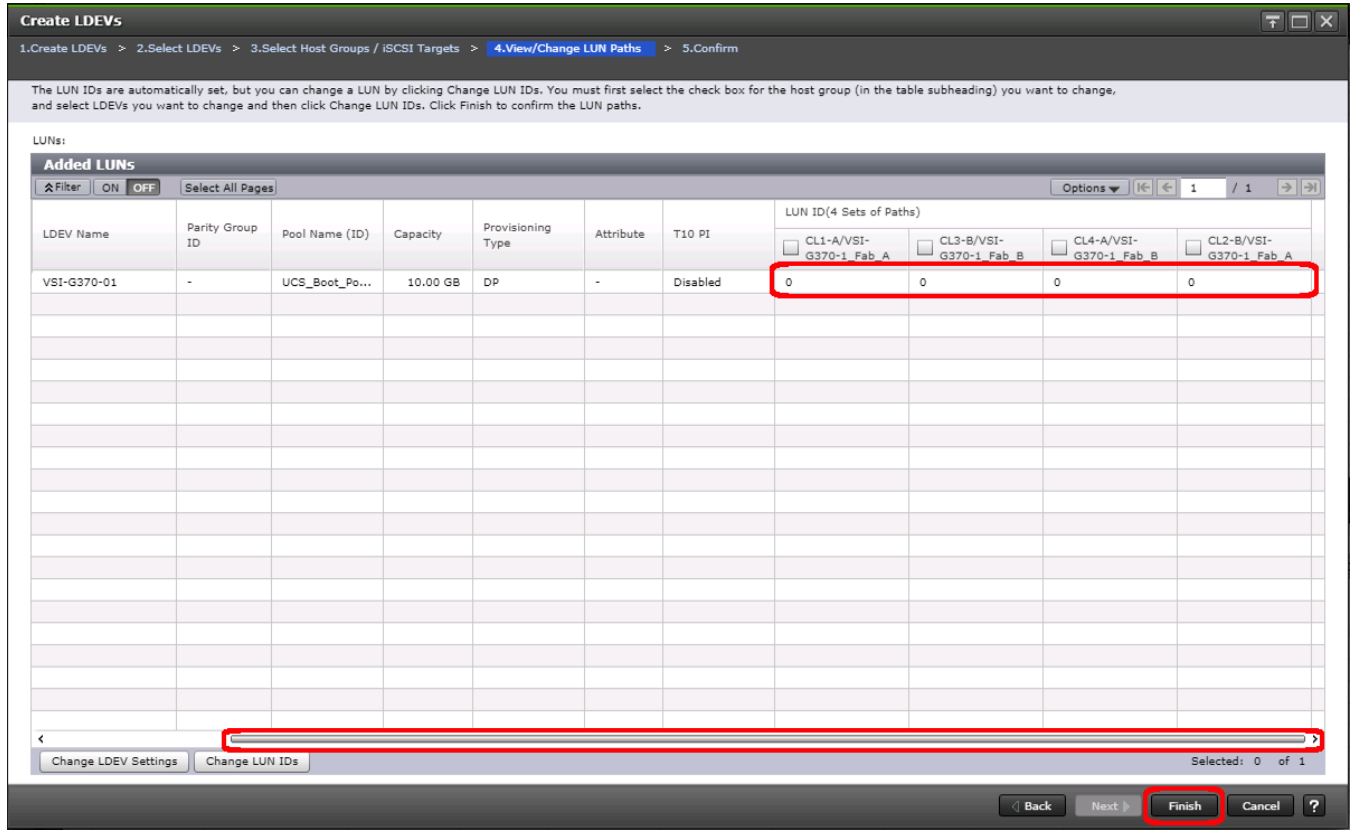 Create LDEVs
1.Create LDEVs > 2.Select LDEVs > 3.Select Host Groups / iSCSI Targets > 4.View/Change LUN Paths > 5.Confirm
The LUN IDs are automatically set, but you can change a LUN by clicking Change LUN IDs. You must first select the check box for the host group (in the table subheading) you want to change,
and select LDEVs you want to change and then click Change LUN IDs. Click Finish to confirm the LUN paths.
LUNs:
Added LUNs
Filter ON OFF Select All Pages Options 1 / 1
LUN ID(4 Sets of Paths)
LDEV Name Parity Group Pool Name (ID) Capacity Provisioning Attribute T10 PI
ID Type
CL1-A/VSI- CL3-B/VSI- CL4-A/VSI- CL2-B/VSI-
G370-1_Fab_A G370-1_Fab_B G370-1_Fab_B G370-1_Fab_A
VSI-G370-01 - UCS_Boot_Po... 10.00 GB DP - Disabled 0 0 0 0
Change LDEV Settings Change LUN IDs Selected: 0 of 1
Back Next Finish Cancel ?